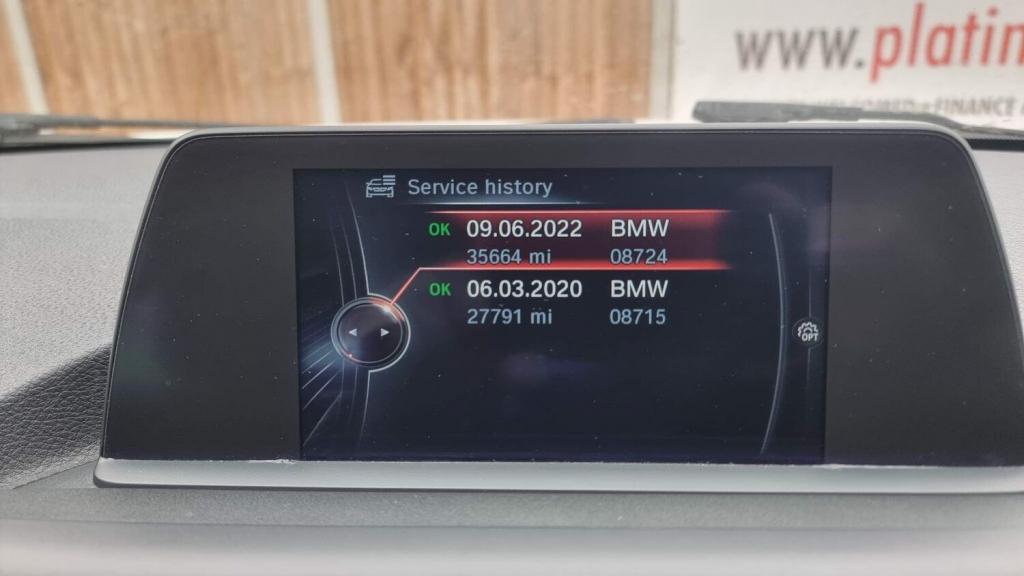 www.platin
FINANCE
Service history
OK 09.06.2022 BMW
35664 mi 08724
OK 06.03.2020 BMW
27791 mi 08715
OPT